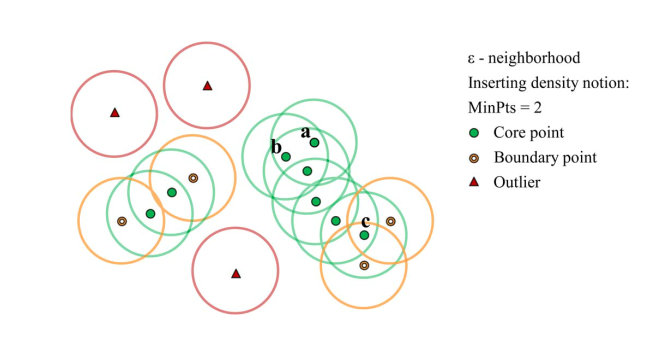 ε - neighborhood
Inserting density notion:
MinPts = 2
Core point
Boundary point
Outlier
a
b
c